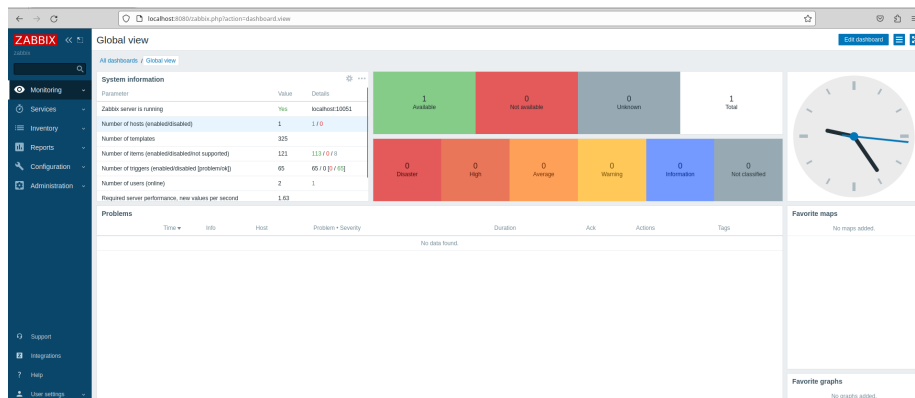 localhost:8080/zabbix.php?action=dashboard.view
ZABBIX
zabbix
Monitoring
Services
Inventory
Reports
Configuration
Administration
Support
Integrations
Help
User settings
Global view
Edit dashboard
All dashboards / Global view
System information
Parameter Value Details
Zabbix server is running Yes localhost:10051
Number of hosts (enabled/disabled) 1 1 / 0
Number of templates 325
Number of items (enabled/disabled/not supported) 121 113 / 0 / 8
Number of triggers (enabled/disabled [problem/ok]) 65 65 / 0 [0 / 65]
Number of users (online) 2 1
Required server performance, new values per second 1.63
1 Available
0 Not available
0 Unknown
1 Total
0 Disaster
0 High
0 Average
0 Warning
0 Information
0 Not classified
Problems
Time Info Host Problem • Severity Duration Ack Actions Tags
No data found.
Favorite maps
No maps added.
Favorite graphs
No graphs added.